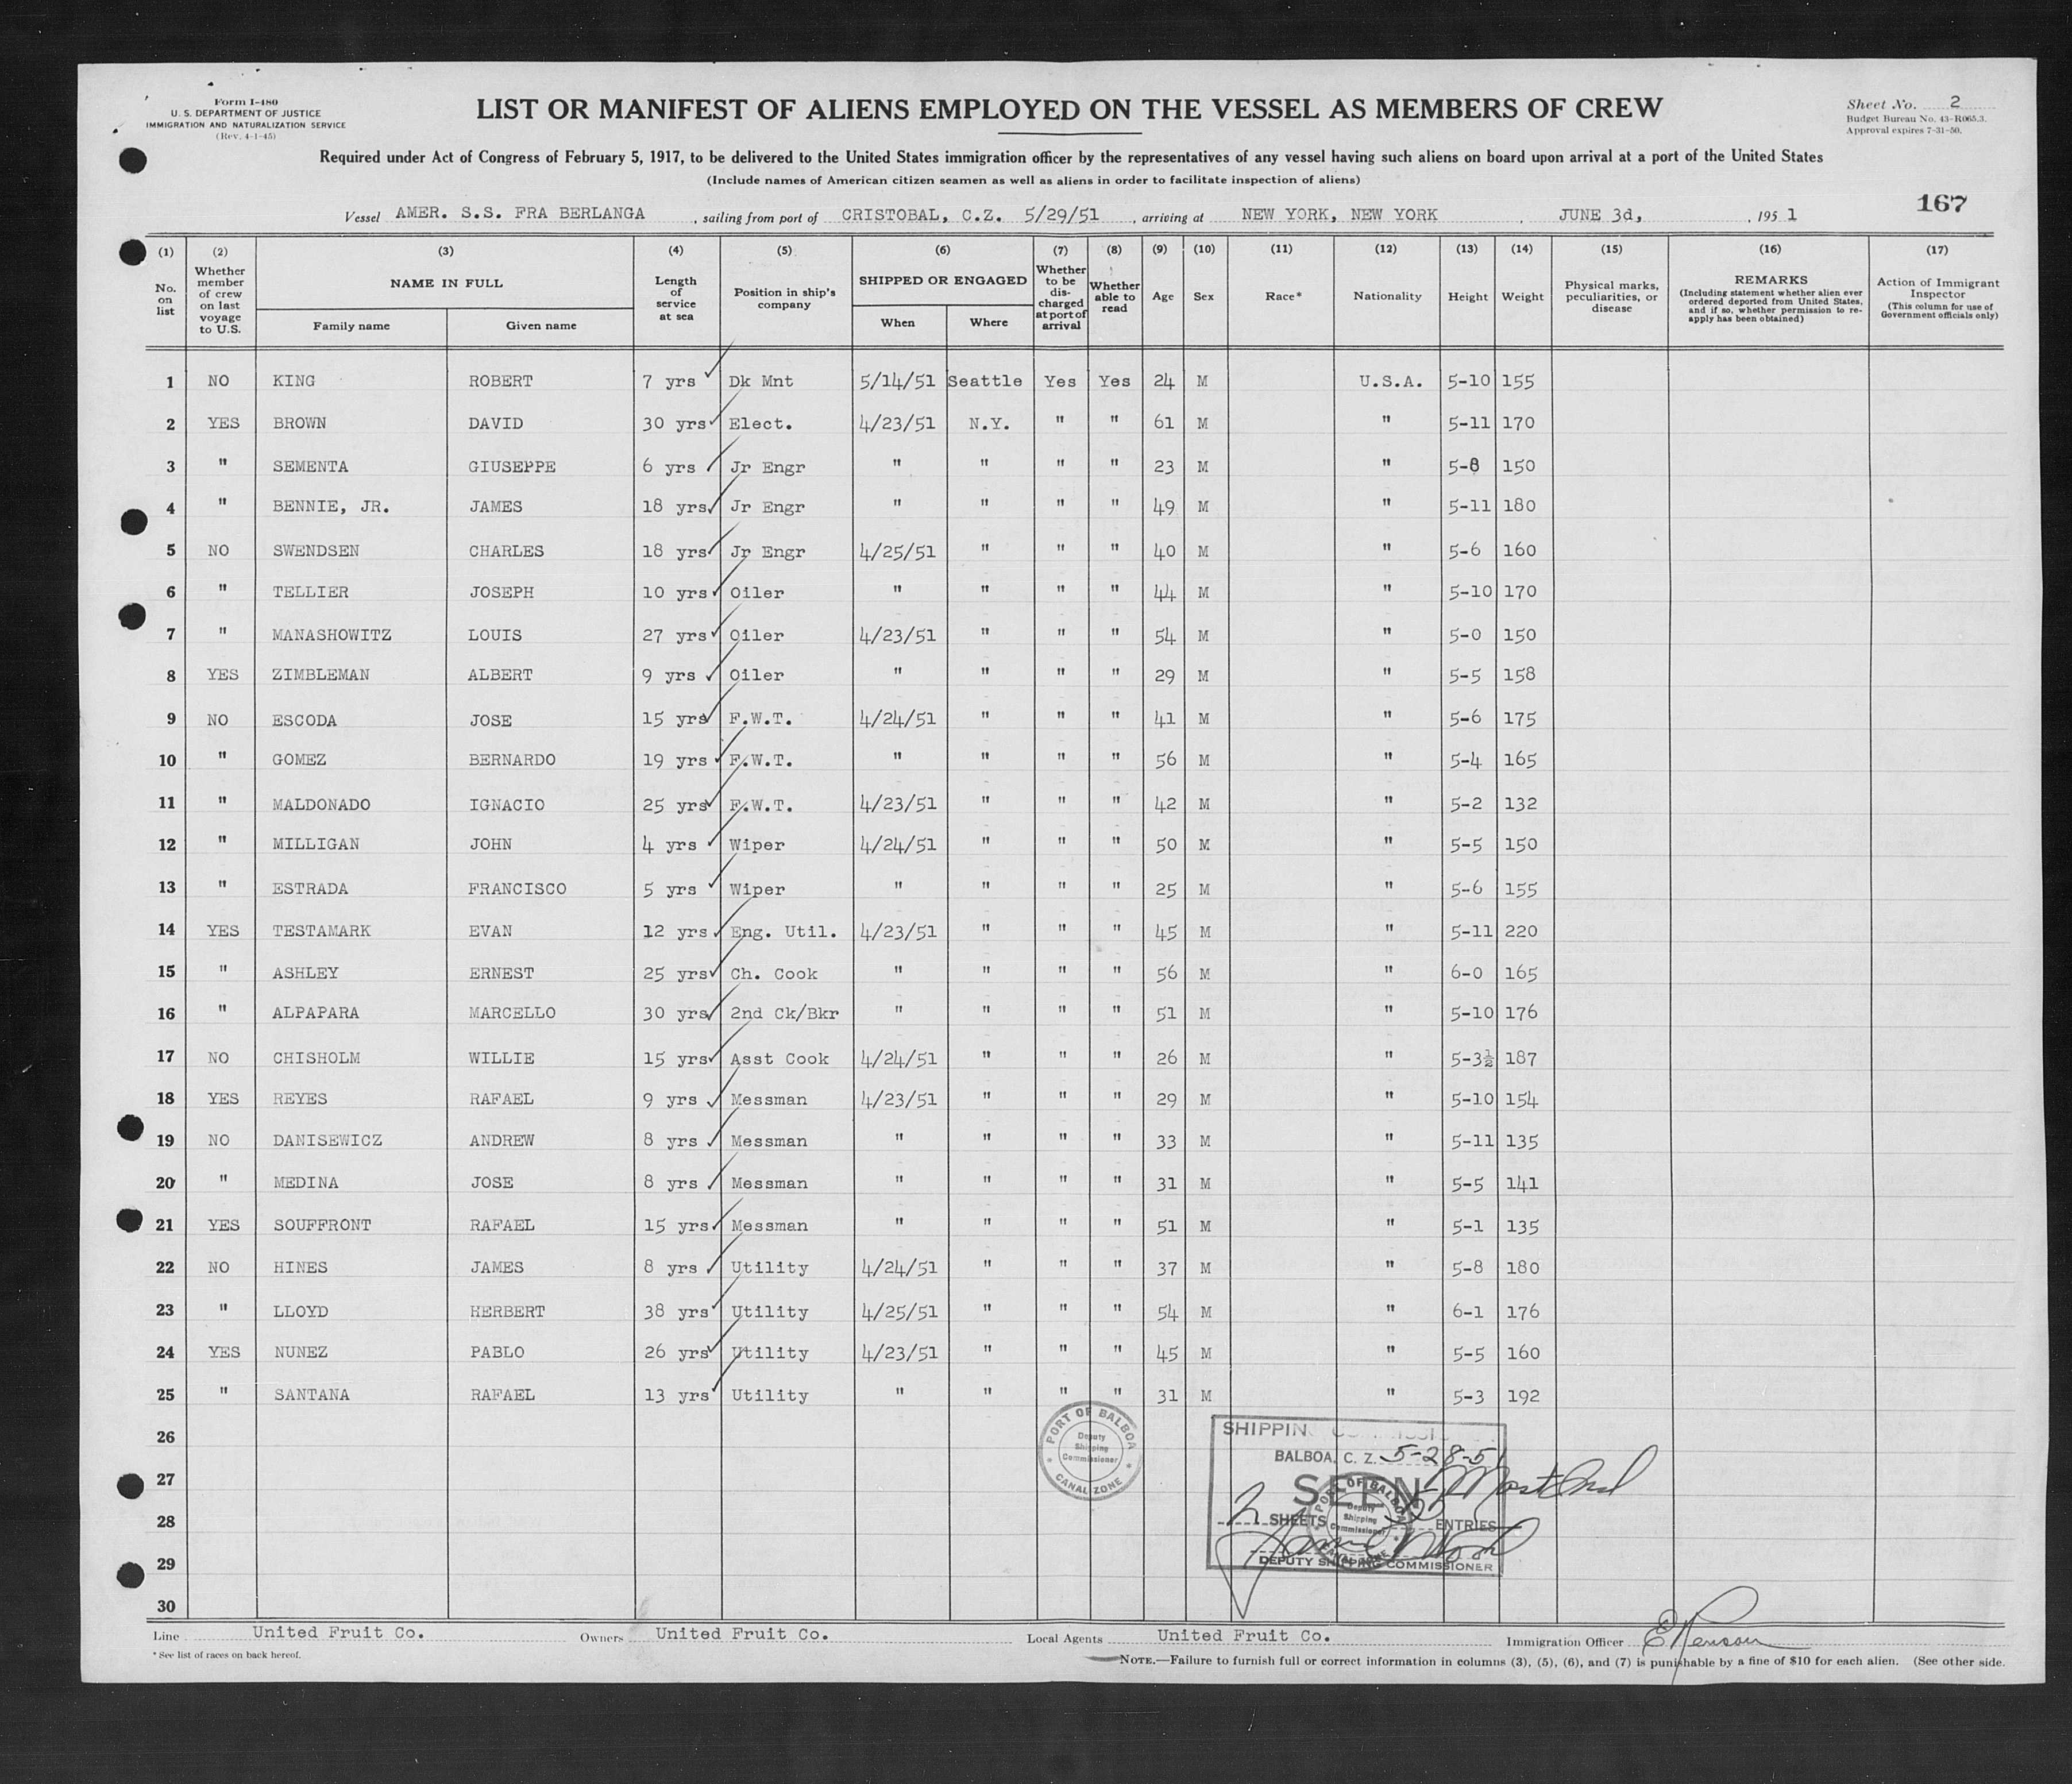 Form I-480
U. S. DEPARTMENT OF JUSTICE
IMMIGRATION AND NATURALIZATION SERVICE
(Rev. 4-1-45)
LIST OR MANIFEST OF ALIENS EMPLOYED ON THE VESSEL AS MEMBERS OF CREW
Sheet No. 2
Budget Bureau No. 43-R065.3.
Approval expires 7-31-50.
Required under Act of Congress of February 5, 1917, to be delivered to the United States immigration officer by the representatives of any vessel having such aliens on board upon arrival at a port of the United States
(Include names of American citizen seamen as well as aliens in order to facilitate inspection of aliens)
167
Vessel AMER. S.S. FRA BERLANGA, sailing from port of CRISTOBAL, C.Z. 5/29/51, arriving at NEW YORK, NEW YORK, JUNE 3d, 1951
(1) (2) (3) (4) (5) (6) (7) (8) (9) (10) (11) (12) (13) (14) (15) (16) (17)
No. on list
Whether member of crew on last voyage to U.S.
NAME IN FULL
Family name Given name
Length of service at sea
Position in ship's company
SHIPPED OR ENGAGED
When Where
Whether to be discharged at port of arrival
Whether able to read
Age
Sex
Race*
Nationality
Height
Weight
Physical marks, peculiarities, or disease
REMARKS
(Including statement whether alien ever ordered deported from United States, and if so, whether permission to re-apply has been obtained)
Action of Immigrant Inspector
(This column for use of Government officials only)
1 NO KING ROBERT 7 yrs Dk Mnt 5/14/51 Seattle Yes Yes 24 M U.S.A. 5-10 155
2 YES BROWN DAVID 30 yrs Elect. 4/23/51 N.Y. " " 61 M " 5-11 170
3 " SEMENTA GIUSEPPE 6 yrs Jr Engr " " " " 23 M " 5-8 150
4 " BENNIE, JR. JAMES 18 yrs Jr Engr " " " " 49 M " 5-11 180
5 NO SWENDSEN CHARLES 18 yrs Jr Engr 4/25/51 " " " 40 M " 5-6 160
6 " TELLIER JOSEPH 10 yrs Oiler " " " " 44 M " 5-10 170
7 " MANASHOWITZ LOUIS 27 yrs Oiler 4/23/51 " " " 54 M " 5-0 150
8 YES ZIMBLEMAN ALBERT 9 yrs Oiler " " " " 29 M " 5-5 158
9 NO ESCODA JOSE 15 yrs F.W.T. 4/24/51 " " " 41 M " 5-6 175
10 " GOMEZ BERNARDO 19 yrs F.W.T. " " " " 56 M " 5-4 165
11 " MALDONADO IGNACIO 25 yrs F.W.T. 4/23/51 " " " 42 M " 5-2 132
12 " MILLIGAN JOHN 4 yrs Wiper 4/24/51 " " " 50 M " 5-5 150
13 " ESTRADA FRANCISCO 5 yrs Wiper " " " " 25 M " 5-6 155
14 YES TESTAMARK EVAN 12 yrs Eng. Util. 4/23/51 " " " 45 M " 5-11 220
15 " ASHLEY ERNEST 25 yrs Ch. Cook " " " " 56 M " 6-0 165
16 " ALPAPARA MARCELLO 30 yrs 2nd Ck/Bkr " " " " 51 M " 5-10 176
17 NO CHISHOLM WILLIE 15 yrs Asst Cook 4/24/51 " " " 26 M " 5-3½ 187
18 YES REYES RAFAEL 9 yrs Messman 4/23/51 " " " 29 M " 5-10 154
19 NO DANISEWICZ ANDREW 8 yrs Messman " " " " 33 M " 5-11 135
20 " MEDINA JOSE 8 yrs Messman " " " " 31 M " 5-5 141
21 YES SOUFFRONT RAFAEL 15 yrs Messman " " " " 51 M " 5-1 135
22 NO HINES JAMES 8 yrs Utility 4/24/51 " " " 37 M " 5-8 180
23 " LLOYD HERBERT 38 yrs Utility 4/25/51 " " " 54 M " 6-1 176
24 YES NUNEZ PABLO 26 yrs Utility 4/23/51 " " " 45 M " 5-5 160
25 " SANTANA RAFAEL 13 yrs Utility " " " " 31 M " 5-3 192
26
27
28
29
30
PORT OF BALBOA
Deputy Shipping Commissioner
CANAL ZONE
BALBOA, C. Z. 5-28-51
SEEN
2 SHEETS ENTRIES
DEPUTY SHIPPING COMMISSIONER
PORT OF BALBOA
Deputy Shipping Commissioner
Line United Fruit Co. Owners United Fruit Co. Local Agents United Fruit Co. Immigration Officer
* See list of races on back hereof.
NOTE.—Failure to furnish full or correct information in columns (3), (5), (6), and (7) is punishable by a fine of $10 for each alien. (See other side.